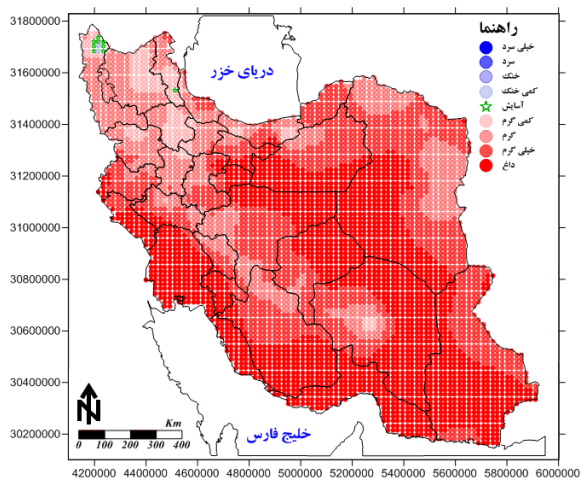 راهنما
خیلی سرد
سرد
خنک
کمی خنک
آسایش
کمی گرم
گرم
خیلی گرم
داغ
دریای خزر
خلیج فارس
N
Km
0 100 200 300 400
31800000
31600000
31400000
31200000
31000000
30800000
30600000
30400000
30200000
4200000 4400000 4600000 4800000 5000000 5200000 5400000 5600000 5800000 6000000